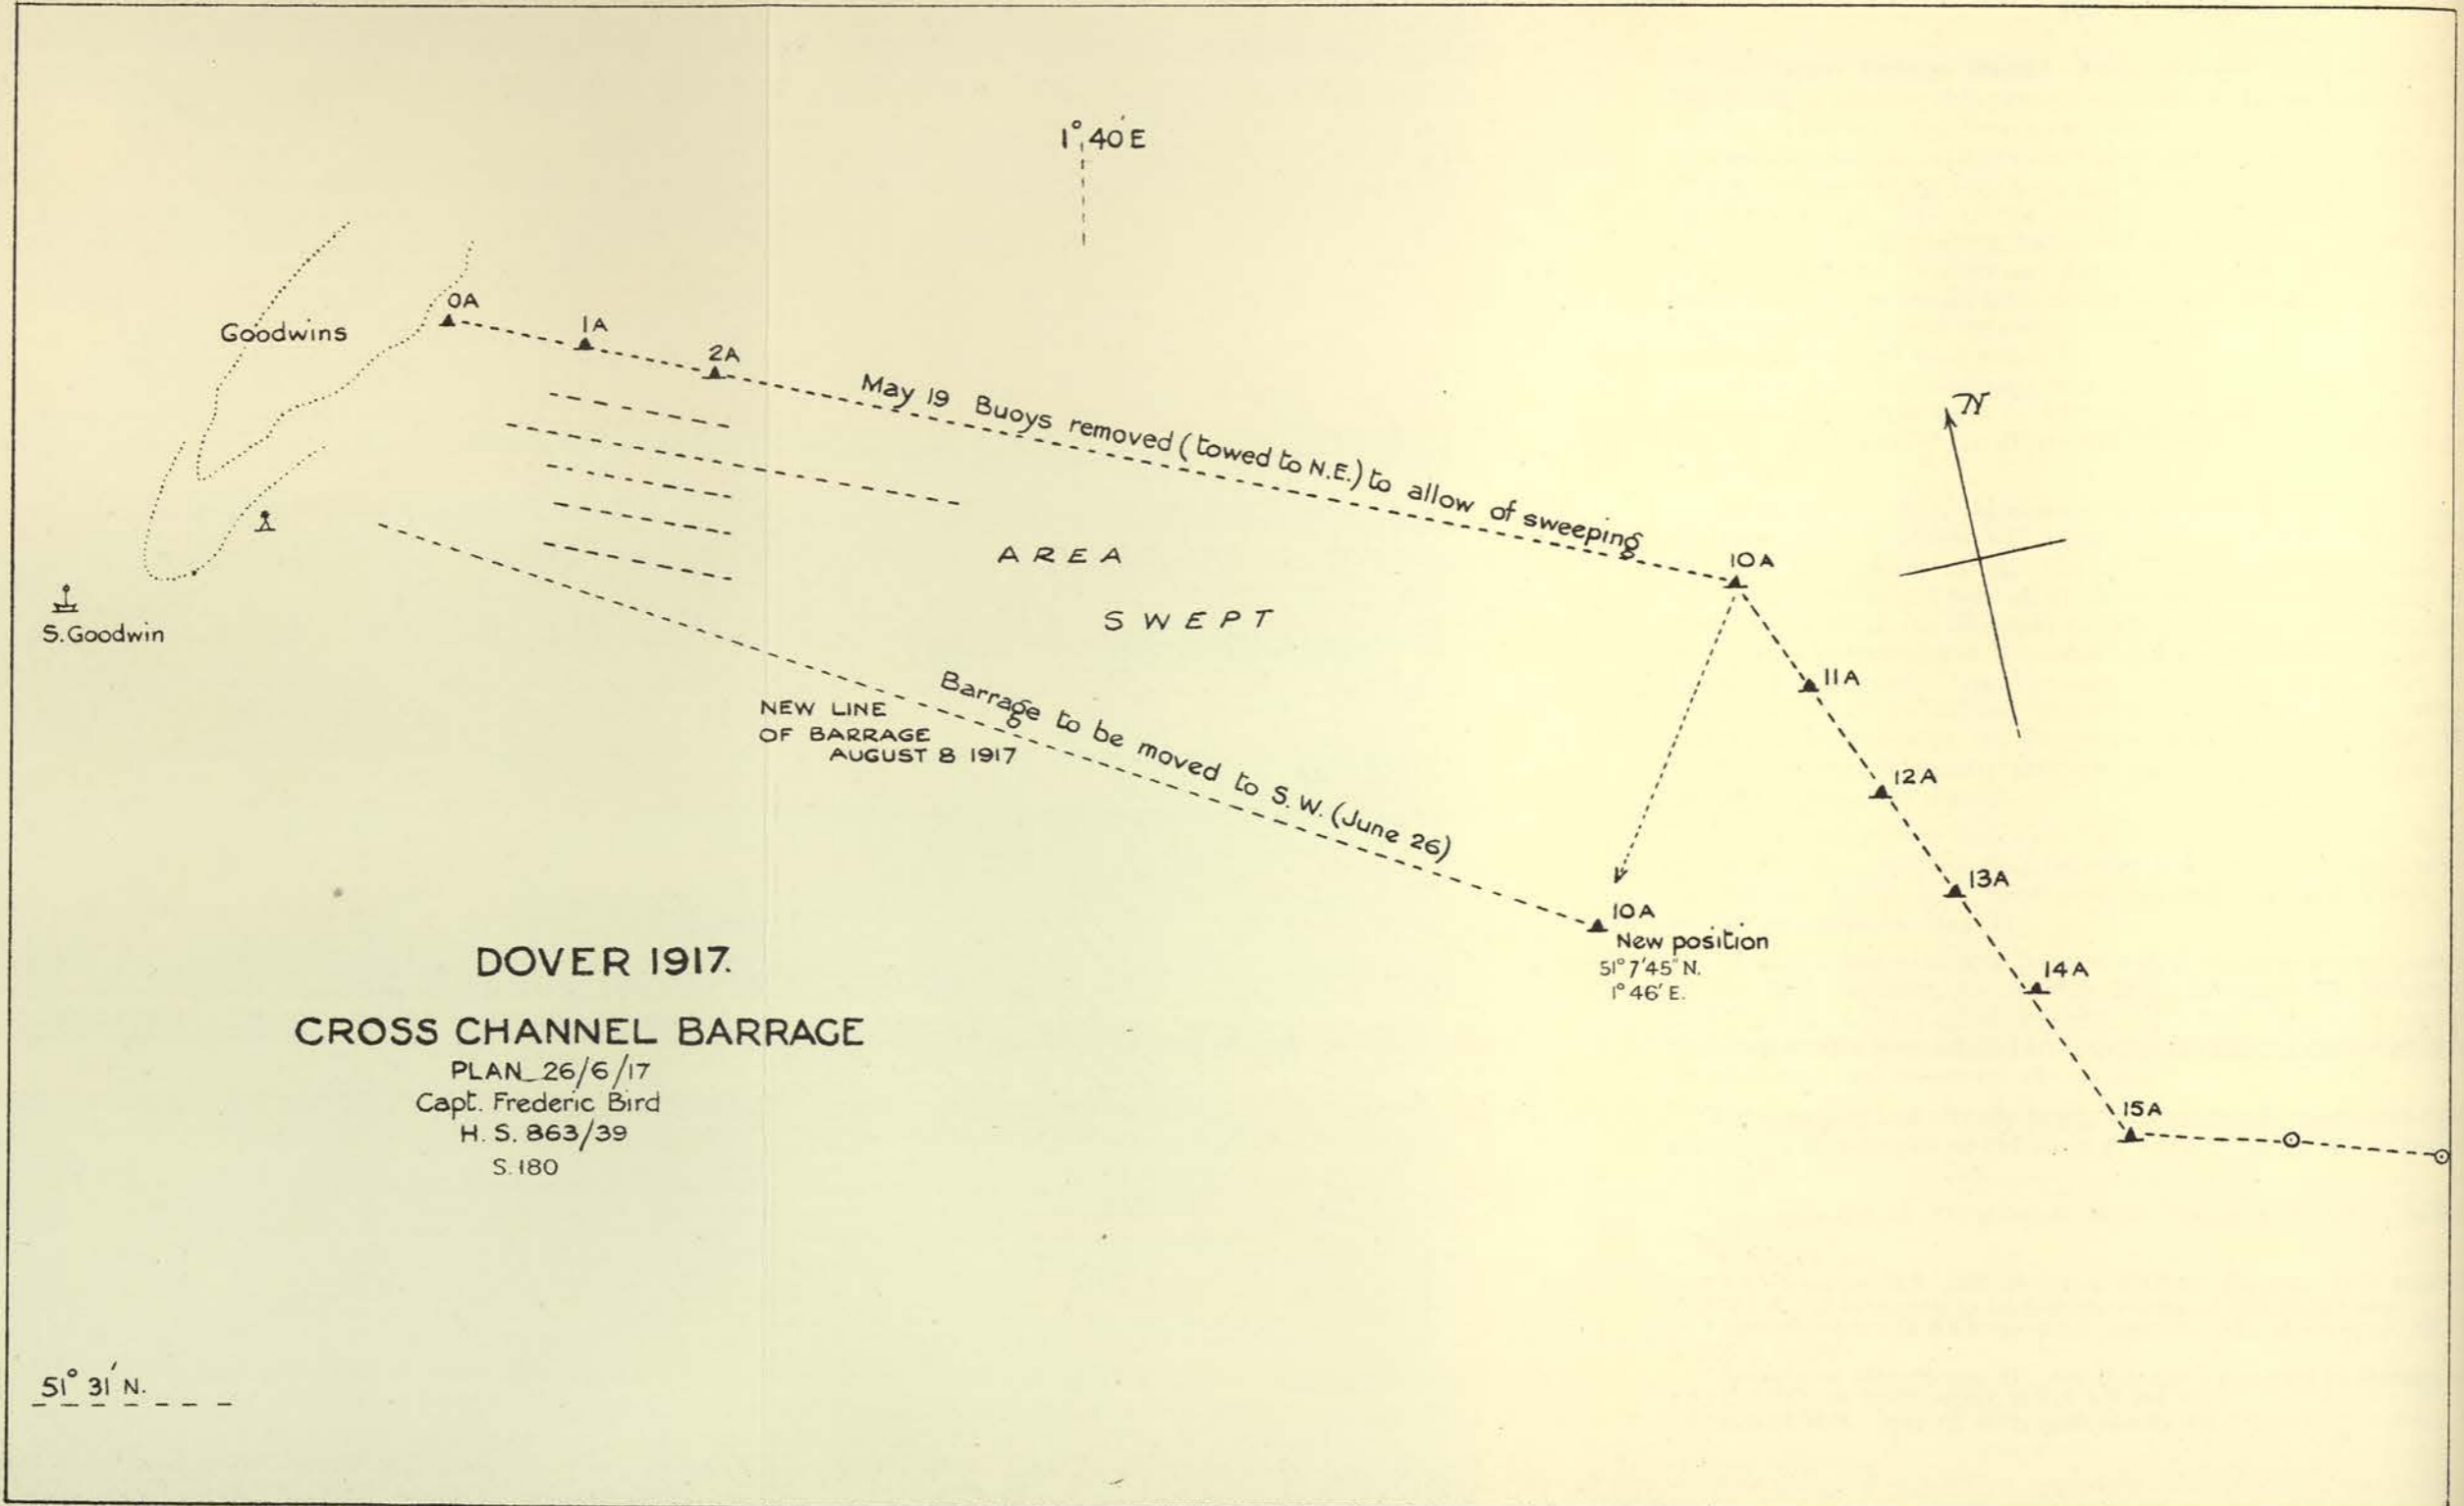 1° 40' E
0A
Goodwins
1A
2A
May 19 Buoys removed (towed to N.E.) to allow of sweeping
N
AREA
SWEPT
10A
S. Goodwin
11A
Barrage to be moved to S.W. (June 26)
NEW LINE
OF BARRAGE
AUGUST 8 1917
12A
13A
10A
New position
51° 7' 45" N.
1° 46' E.
14A
DOVER 1917.
CROSS CHANNEL BARRAGE
PLAN 26/6/17
Capt. Frederic Bird
H. S. 863/39
S. 180
15A
51° 31' N.